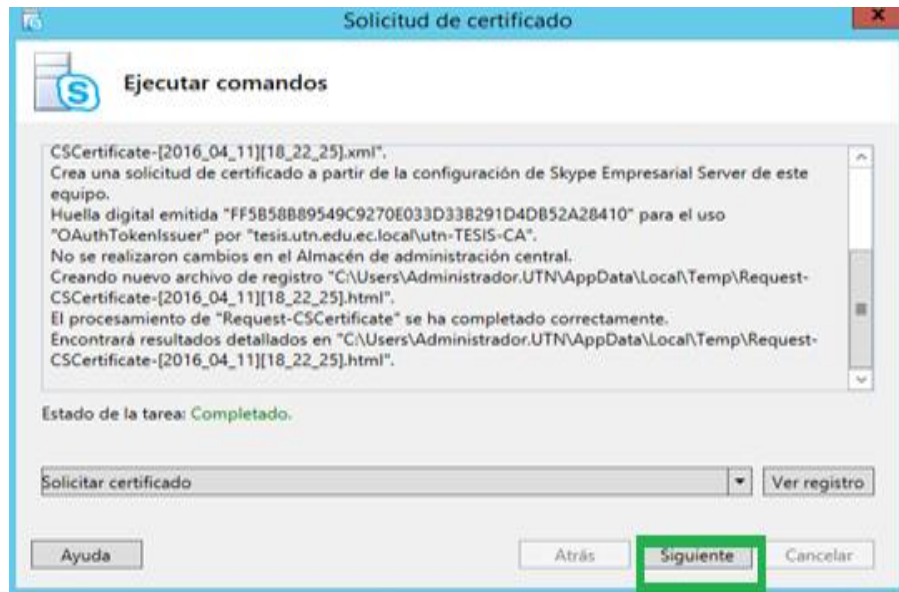 Solicitud de certificado
Ejecutar comandos
CSCertificate-[2016_04_11][18_22_25].xml".
Crea una solicitud de certificado a partir de la configuración de Skype Empresarial Server de este
equipo.
Huella digital emitida "FF5B58B89549C9270E033D33B291D4DB52A28410" para el uso
"OAuthTokenIssuer" por "tesis.utn.edu.ec.local\utn-TESIS-CA".
No se realizaron cambios en el Almacén de administración central.
Creando nuevo archivo de registro "C:\Users\Administrador.UTN\AppData\Local\Temp\Request-
CSCertificate-[2016_04_11][18_22_25].html".
El procesamiento de "Request-CSCertificate" se ha completado correctamente.
Encontrará resultados detallados en "C:\Users\Administrador.UTN\AppData\Local\Temp\Request-
CSCertificate-[2016_04_11][18_22_25].html".
Estado de la tarea: Completado.
Solicitar certificado
Ver registro
Ayuda
Atrás
Siguiente
Cancelar